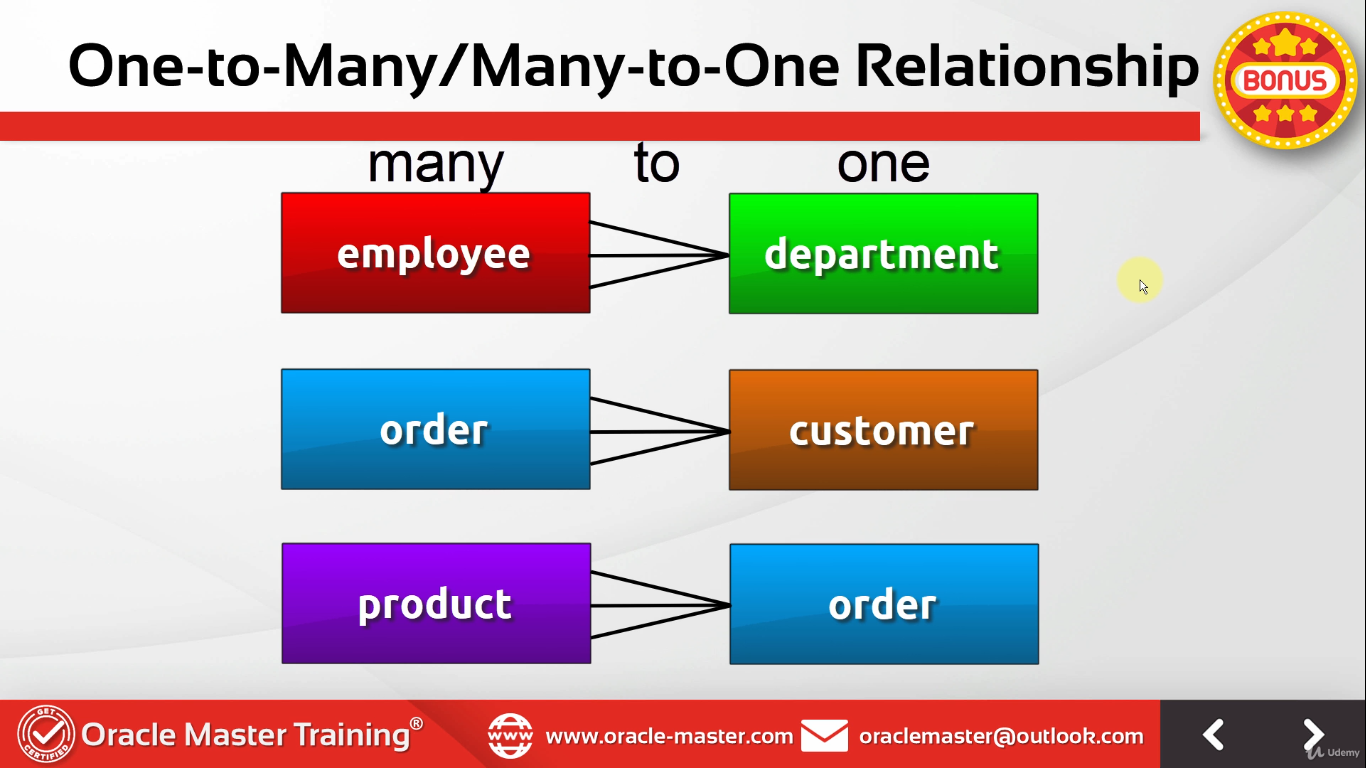 One-to-Many/Many-to-One Relationship
BONUS
many to one
employee department
order customer
product order
GET
CERTIFIED
Oracle Master Training®
www
www.oracle-master.com
oraclemaster@outlook.com
Udemy